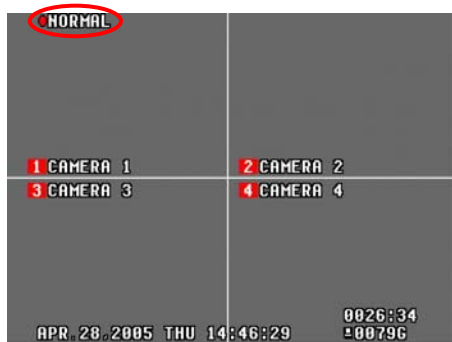 NORMAL
1 CAMERA 1
2 CAMERA 2
3 CAMERA 3
4 CAMERA 4
0026:34
APR.28.2005 THU 14:46:29
0079G